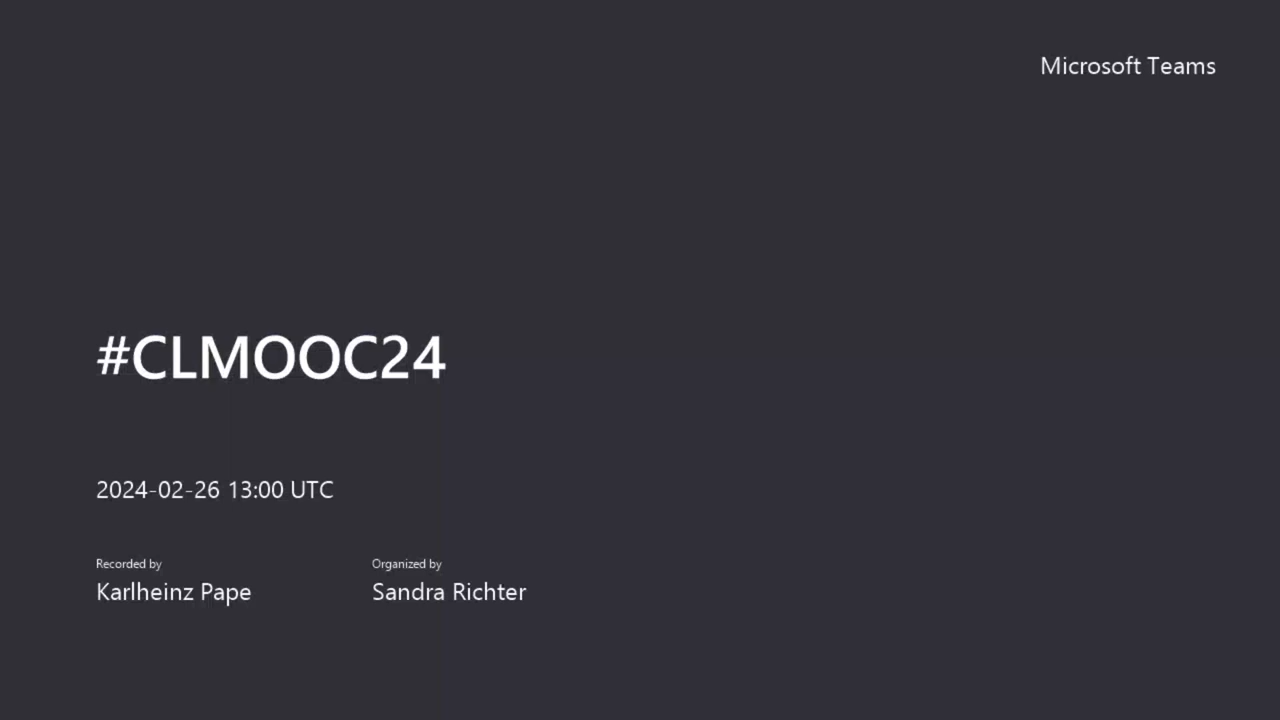 Microsoft Teams
#CLMOOC24
2024-02-26 13:00 UTC
Recorded by
Karlheinz Pape
Organized by
Sandra Richter